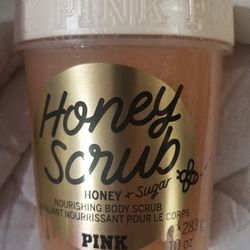 PINK
Honey
Scrub
HONEY + Sugar
NOURISHING BODY SCRUB
EXFOLIANT NOURRISSANT POUR LE CORPS
283 g
10 oz
PINK